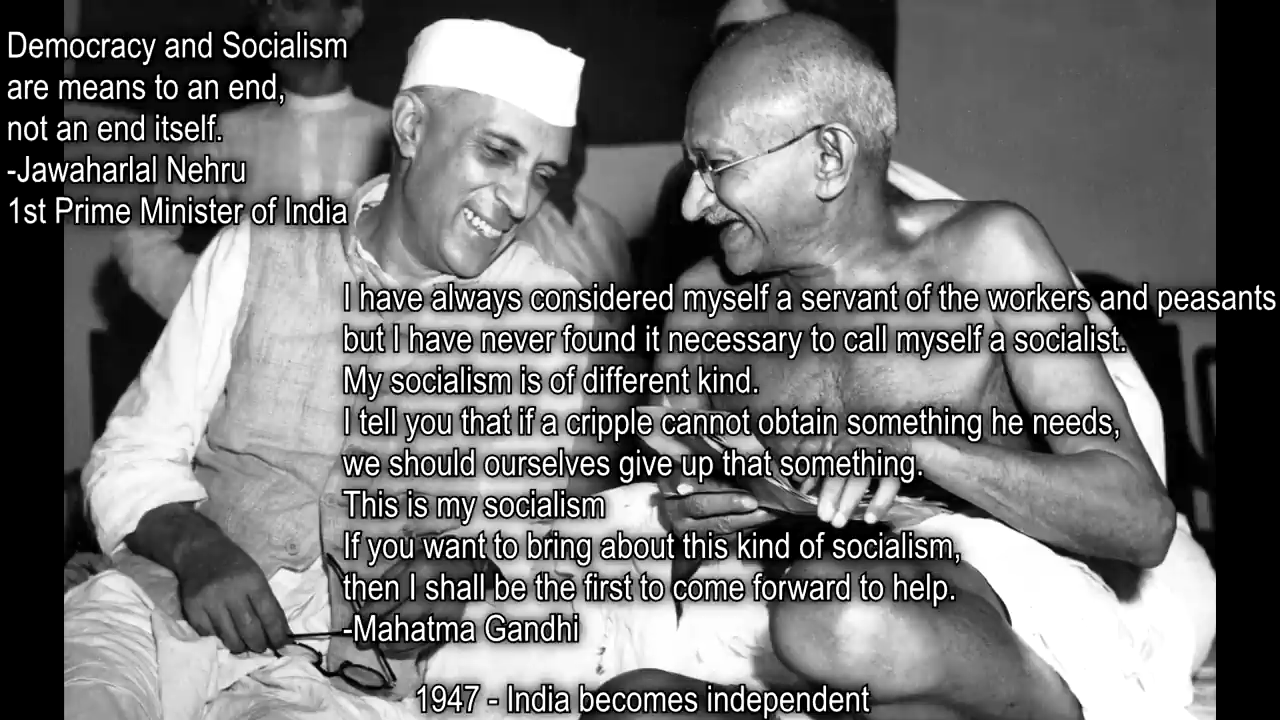 Democracy and Socialism
are means to an end,
not an end itself.
-Jawaharlal Nehru
1st Prime Minister of India
I have always considered myself a servant of the workers and peasants
but I have never found it necessary to call myself a socialist.
My socialism is of different kind.
I tell you that if a cripple cannot obtain something he needs,
we should ourselves give up that something.
This is my socialism
If you want to bring about this kind of socialism,
then I shall be the first to come forward to help.
-Mahatma Gandhi
1947 - India becomes independent